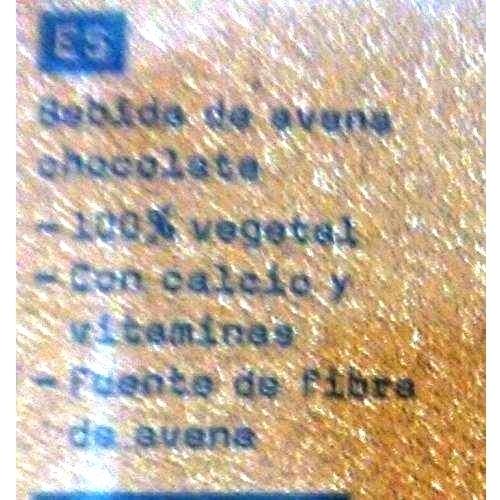 ES
Bebida de avena
chocolate
- 100% vegetal
- Con calcio y
vitaminas
- Fuente de fibra
de avena